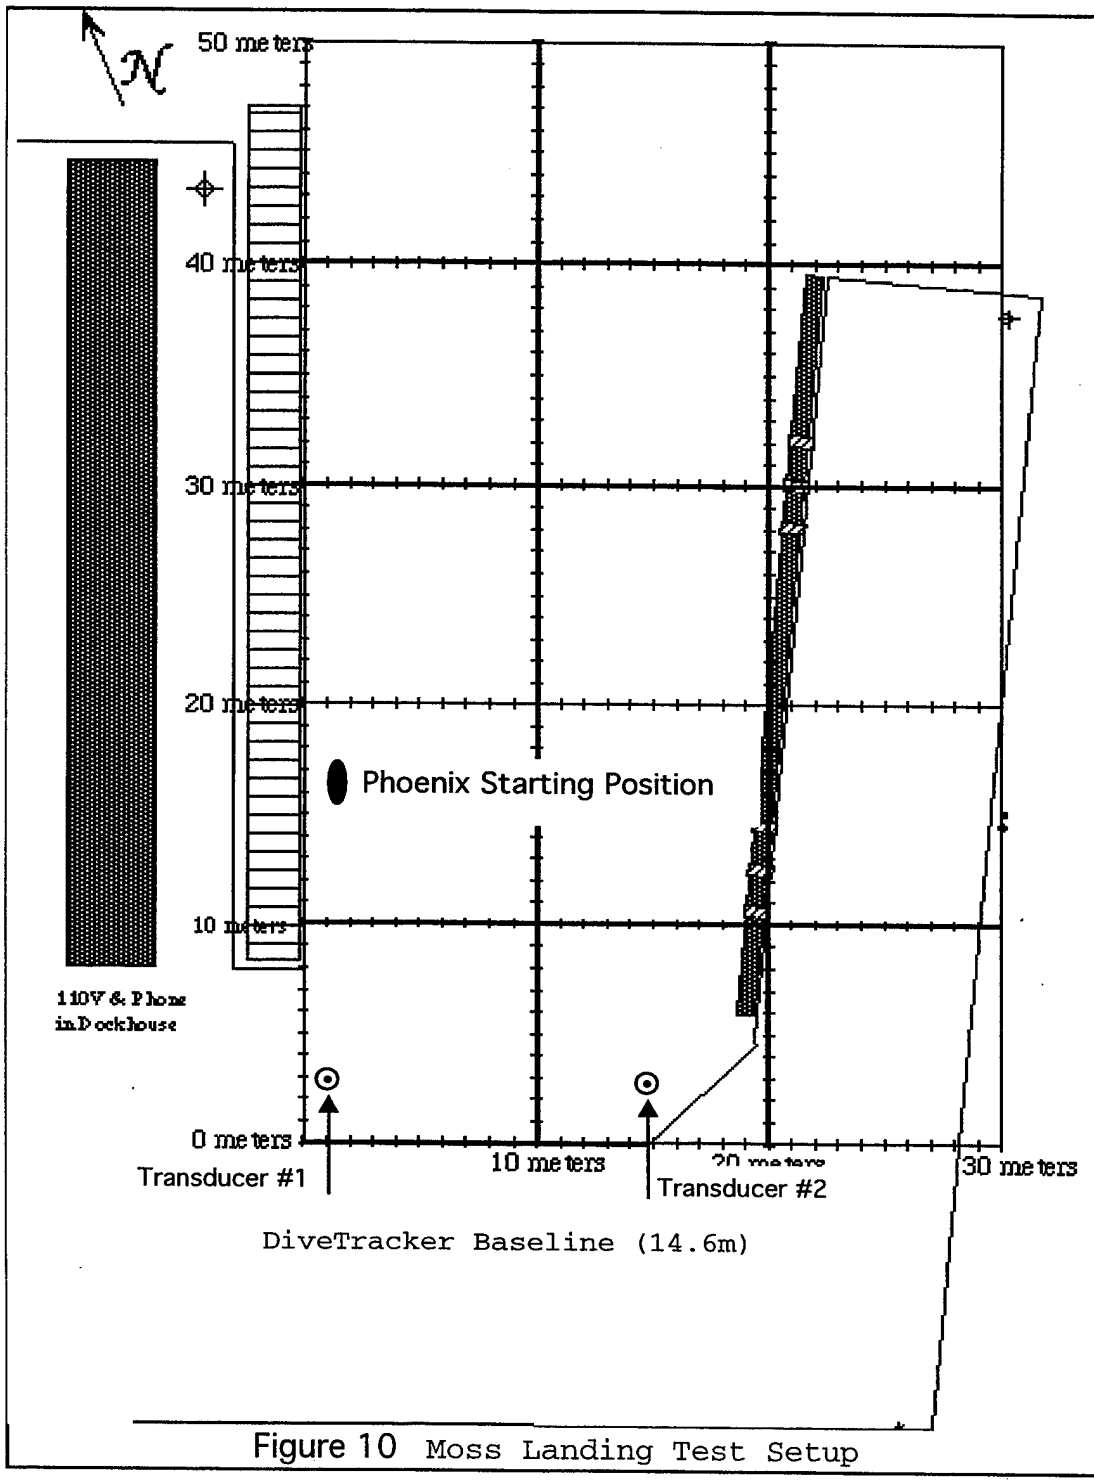 N
50 meters
40 meters
30 meters
20 meters
Phoenix Starting Position
10 meters
110V & Phone
in Dockhouse
0 meters
10 meters
20 meters
30 meters
Transducer #1
Transducer #2
DiveTracker Baseline (14.6m)
Figure 10 Moss Landing Test Setup